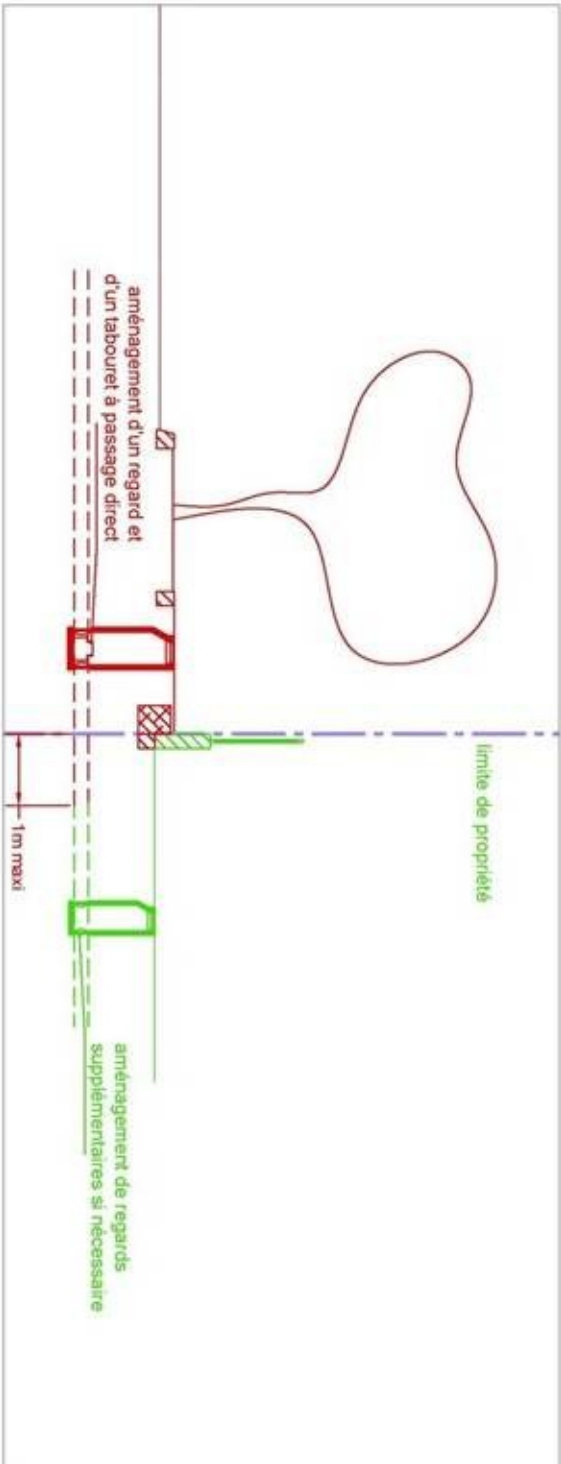 limite de propriété
aménagement d'un regard et
d'un tabouret à passage direct
1m maxi
aménagement de regards
supplémentaires si nécessaire